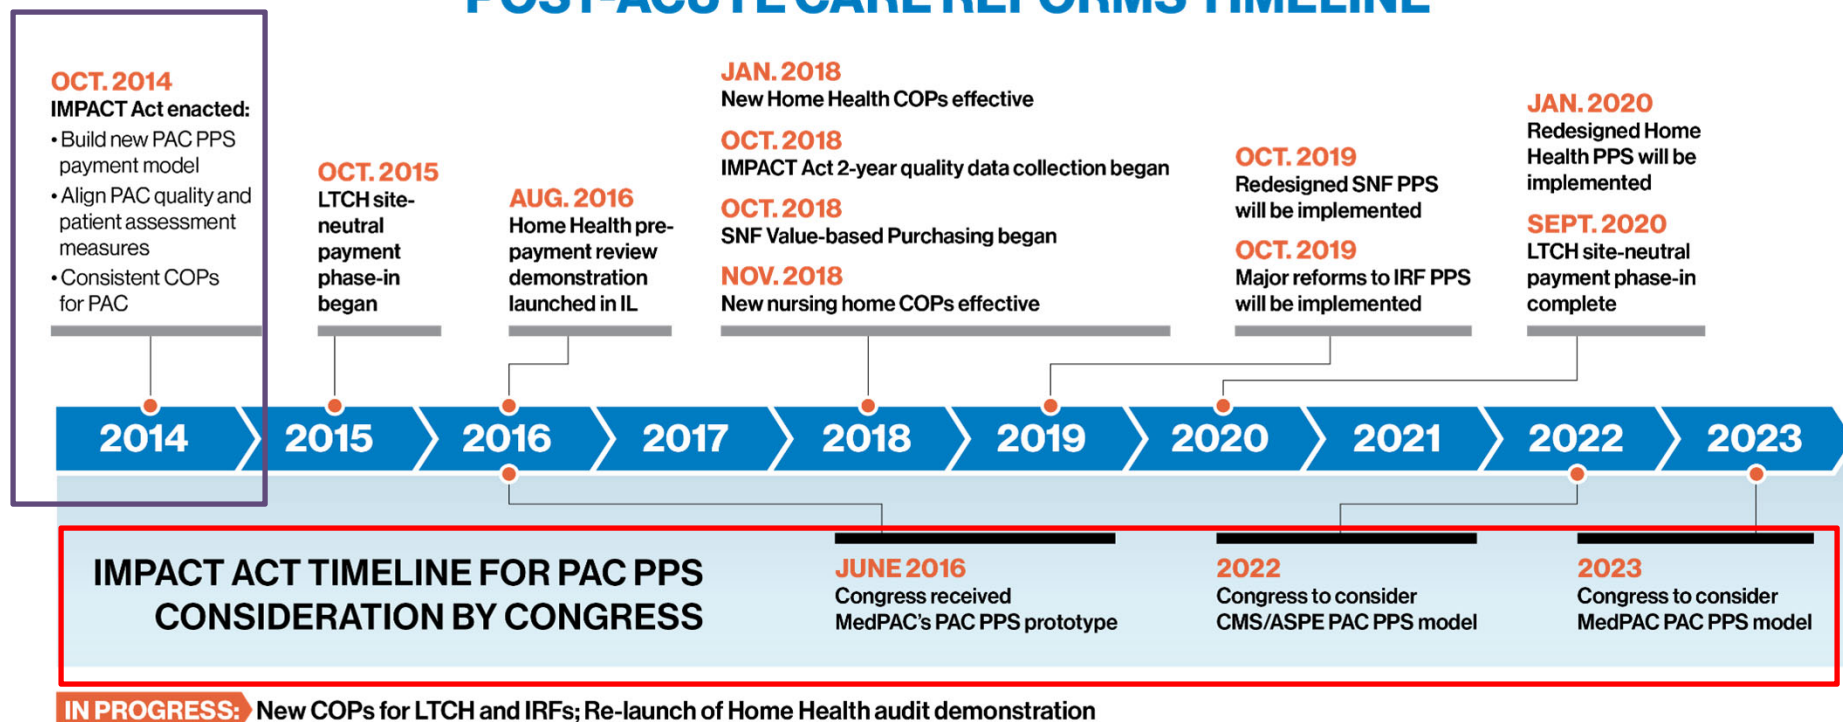 POST-ACUTE CARE REFORMS TIMELINE
OCT. 2014
IMPACT Act enacted:
• Build new PAC PPS
payment model
• Align PAC quality and
patient assessment
measures
• Consistent COPs
for PAC
OCT. 2015
LTCH site-
neutral
payment
phase-in
began
AUG. 2016
Home Health pre-
payment review
demonstration
launched in IL
JAN. 2018
New Home Health COPs effective
OCT. 2018
IMPACT Act 2-year quality data collection began
OCT. 2018
SNF Value-based Purchasing began
NOV. 2018
New nursing home COPs effective
OCT. 2019
Redesigned SNF PPS
will be implemented
OCT. 2019
Major reforms to IRF PPS
will be implemented
JAN. 2020
Redesigned Home
Health PPS will be
implemented
SEPT. 2020
LTCH site-neutral
payment phase-in
complete
2014 2015 2016 2017 2018 2019 2020 2021 2022 2023
IMPACT ACT TIMELINE FOR PAC PPS
CONSIDERATION BY CONGRESS
JUNE 2016
Congress received
MedPAC's PAC PPS prototype
2022
Congress to consider
CMS/ASPE PAC PPS model
2023
Congress to consider
MedPAC PAC PPS model
IN PROGRESS: New COPs for LTCH and IRFs; Re-launch of Home Health audit demonstration